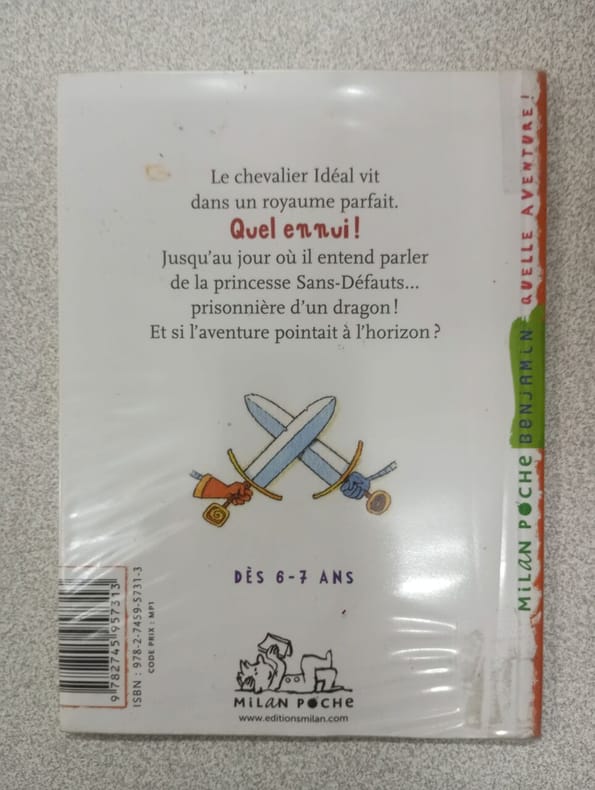 Le chevalier Idéal vit
dans un royaume parfait.
Quel ennui !
Jusqu'au jour où il entend parler
de la princesse Sans-Défauts...
prisonnière d'un dragon !
Et si l'aventure pointait à l'horizon ?
DÈS 6-7 ANS
MiLAN POCHE
www.editionsmilan.com
9 782745 957313
ISBN : 978-2-7459-5731-3
CODE PRIX : MP1
MiLAN POCHE BENJAMIN QUELLE AVENTURE !